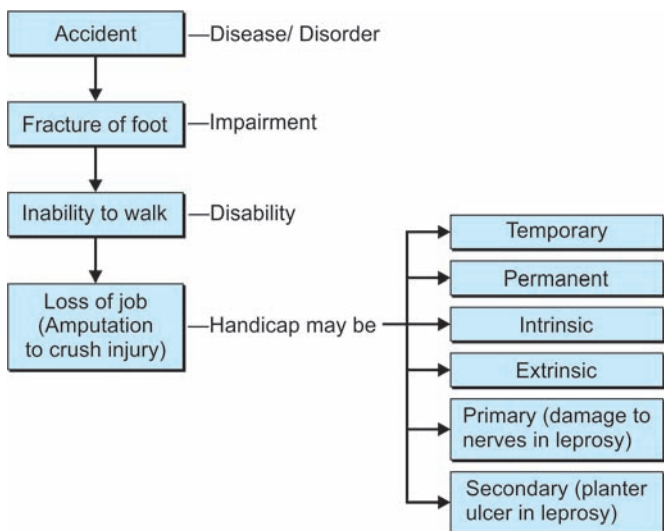 Accident
—Disease/ Disorder
Fracture of foot
—Impairment
Inability to walk
—Disability
Loss of job
(Amputation
to crush injury)
—Handicap may be
Temporary
Permanent
Intrinsic
Extrinsic
Primary (damage to
nerves in leprosy)
Secondary (planter
ulcer in leprosy)